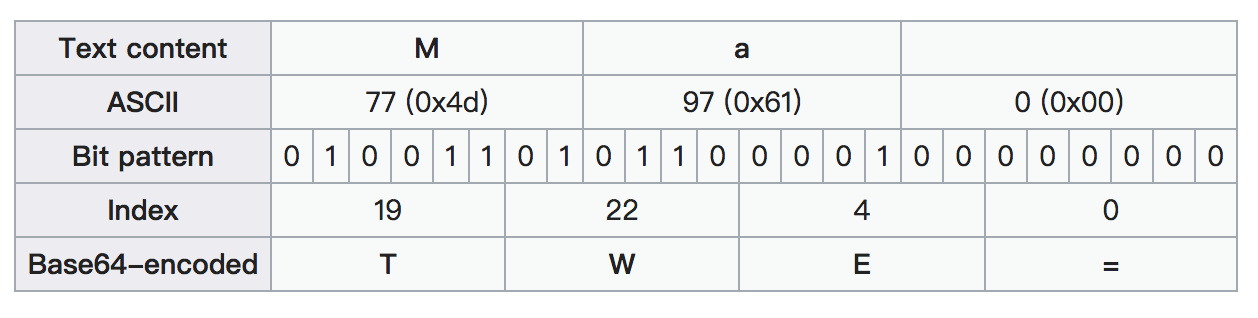 Text content M a
ASCII 77 (0x4d) 97 (0x61) 0 (0x00)
Bit pattern 0 1 0 0 1 1 0 1 0 1 1 0 0 0 0 1 0 0 0 0 0 0 0 0
Index 19 22 4 0
Base64–encoded T W E =